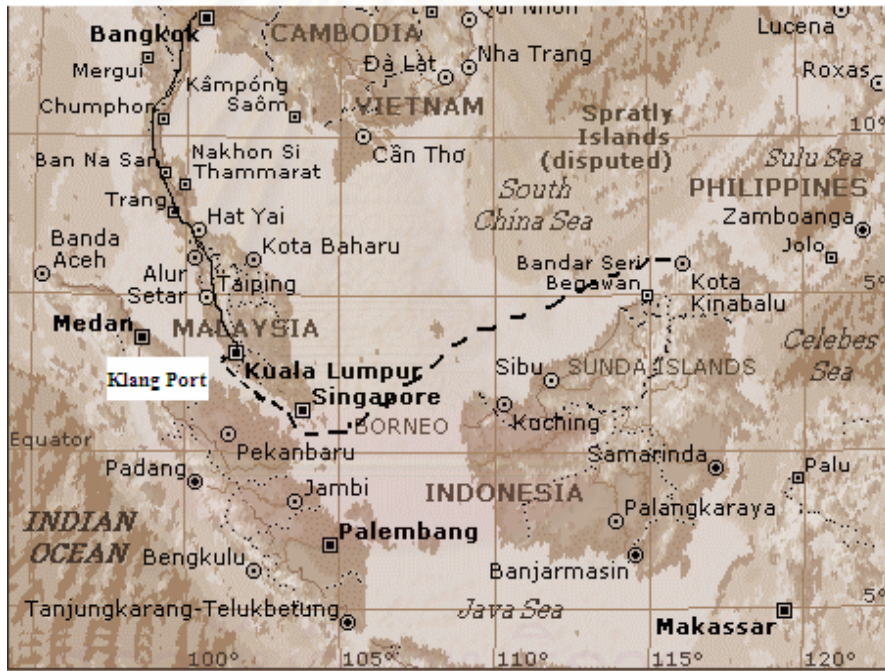 Bangkok
CAMBODIA
Qui Nhon
Lucena
Mergui
Đà Lạt
Nha Trang
Roxas
Kâmpóng
Saôm
Chumphon
VIETNAM
Spratly
Islands
(disputed)
10°
Ban Na San
Nakhon Si
Thammarat
Cần Thơ
Sulu Sea
South
China Sea
PHILIPPINES
Trang
Hat Yai
Zamboanga
Banda
Aceh
Kota Baharu
Jolo
Alur
Setar
Taiping
Bandar Seri
Begawan
Kota
Kinabalu
5°
Medan
MALAYSIA
Celebes
Sea
Klang Port
Kuala Lumpur
Sibu
SUNDA ISLANDS
Singapore
Equator
BORNEO
Kuching
Pekanbaru
Samarinda
Padang
Palu
Jambi
INDONESIA
Palangkaraya
INDIAN
OCEAN
Palembang
Bengkulu
Banjarmasin
Tanjungkarang-Telukbetung
Java Sea
5°
Makassar
100°
105°
110°
115°
120°